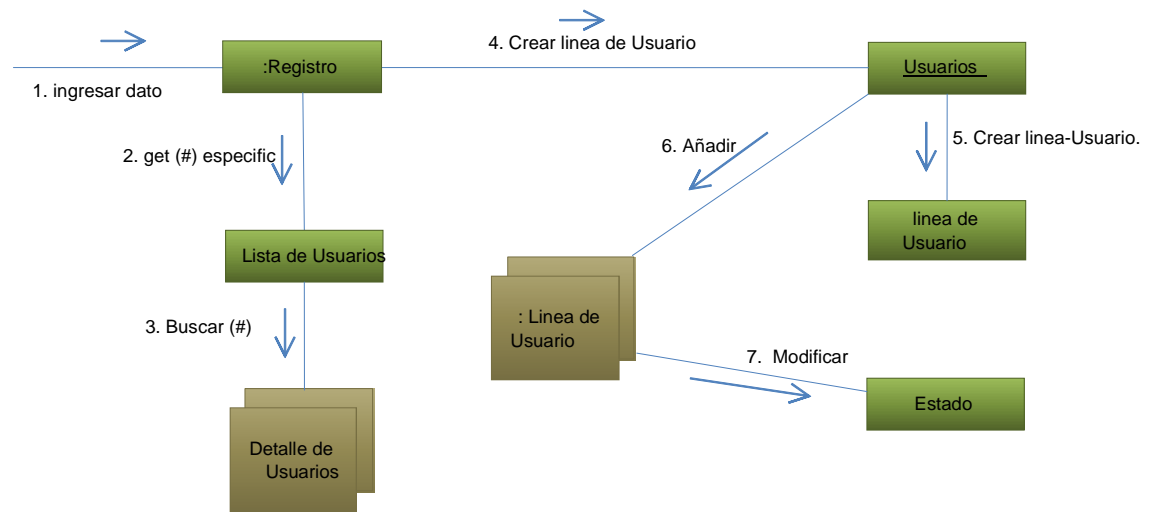 4. Crear linea de Usuario
:Registro
Usuarios
1. ingresar dato
2. get (#) especific
6. Añadir
5. Crear linea-Usuario.
linea de
Usuario
Lista de Usuarios
: Linea de
Usuario
3. Buscar (#)
7. Modificar
Estado
Detalle de
Usuarios